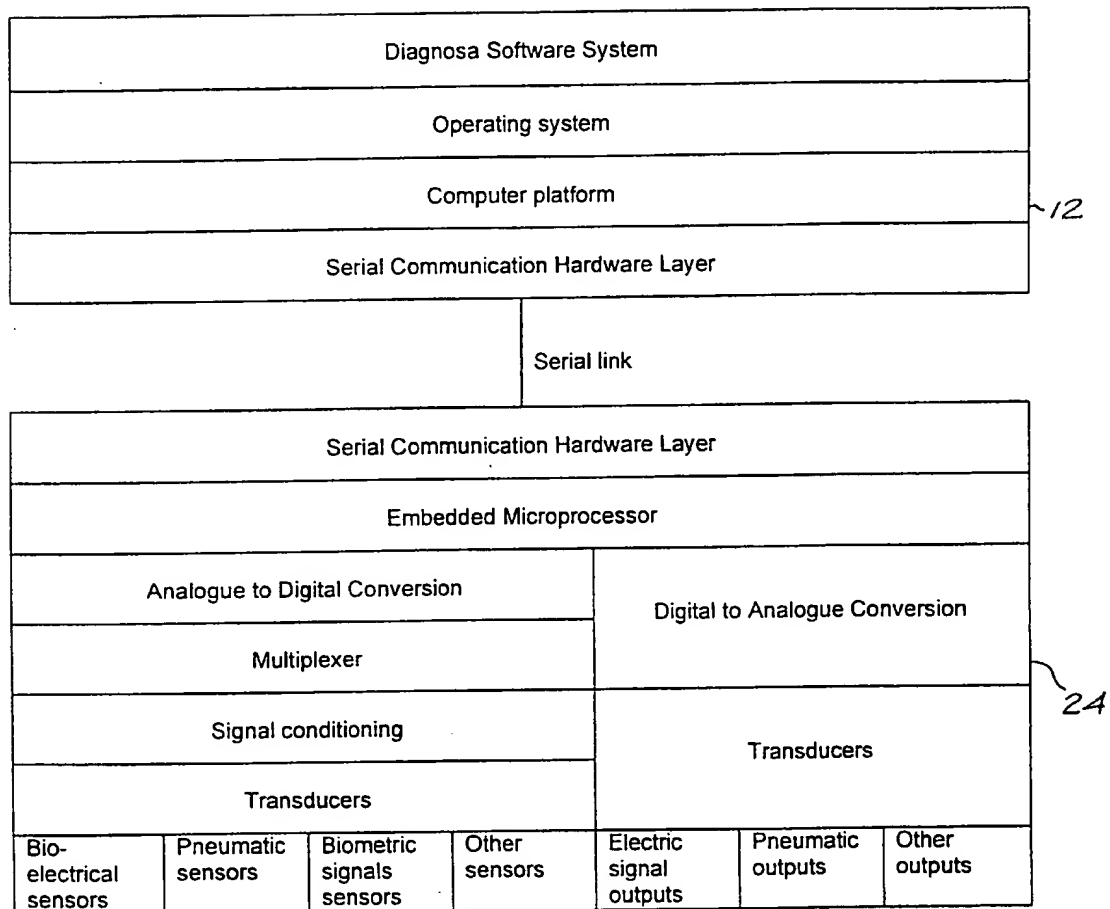 Diagnosa Software System
Operating system
Computer platform
12
Serial Communication Hardware Layer
Serial link
Serial Communication Hardware Layer
Embedded Microprocessor
Analogue to Digital Conversion
Digital to Analogue Conversion
Multiplexer
24
Signal conditioning
Transducers
Transducers
Bio-
electrical
sensors
Pneumatic
sensors
Biometric
signals
sensors
Other
sensors
Electric
signal
outputs
Pneumatic
outputs
Other
outputs